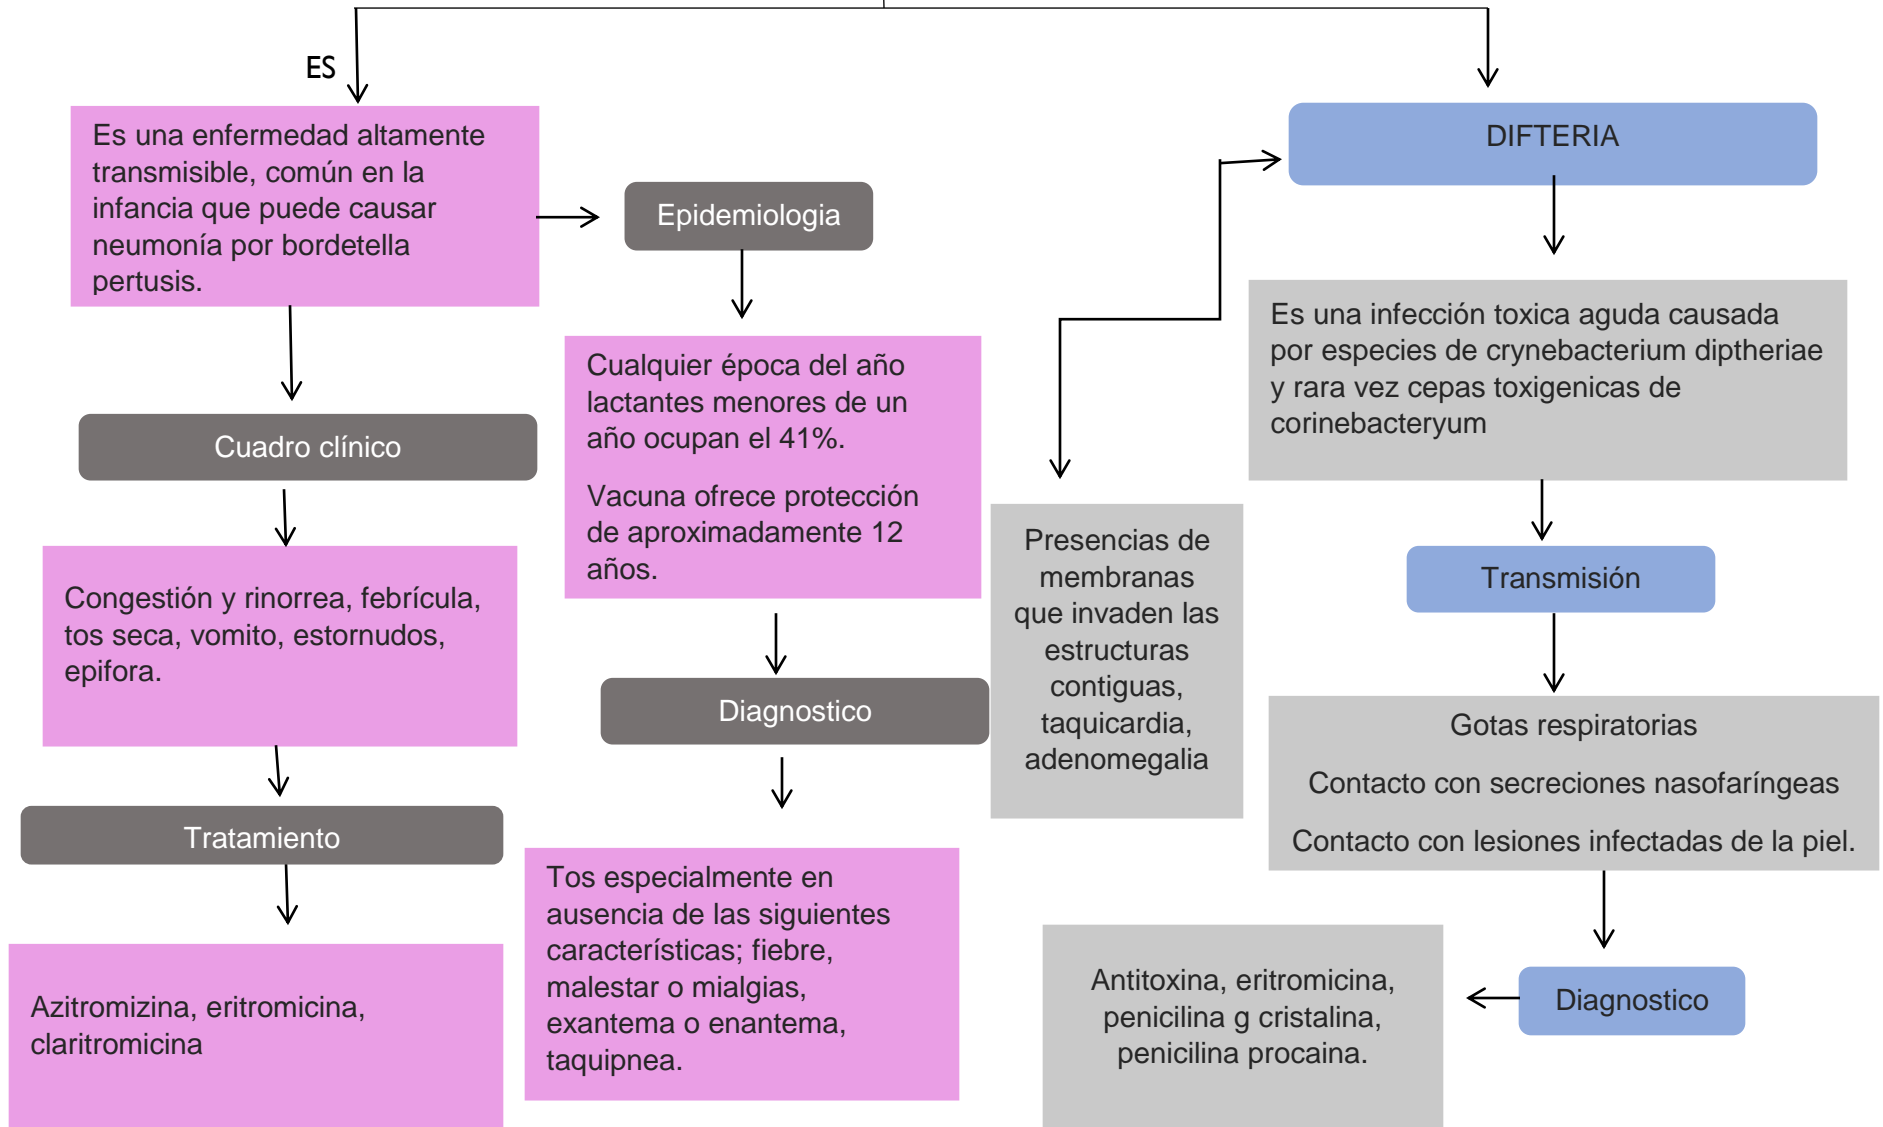 ES
Es una enfermedad altamente
transmisible, común en la
infancia que puede causar
neumonía por bordetella
pertusis.
Epidemiologia
Cualquier época del año
lactantes menores de un
año ocupan el 41%.
Vacuna ofrece protección
de aproximadamente 12
años.
Cuadro clínico
Congestión y rinorrea, febrícula,
tos seca, vomito, estornudos,
epifora.
Diagnostico
Tratamiento
Tos especialmente en
ausencia de las siguientes
características; fiebre,
malestar o mialgias,
exantema o enantema,
taquipnea.
Azitromizina, eritromicina,
claritromicina
DIFTERIA
Es una infección toxica aguda causada
por especies de crynebacterium diptheriae
y rara vez cepas toxigenicas de
corinebacteryum
Presencias de
membranas
que invaden las
estructuras
contiguas,
taquicardia,
adenomegalia
Transmisión
Gotas respiratorias
Contacto con secreciones nasofaríngeas
Contacto con lesiones infectadas de la piel.
Diagnostico
Antitoxina, eritromicina,
penicilina g cristalina,
penicilina procaina.